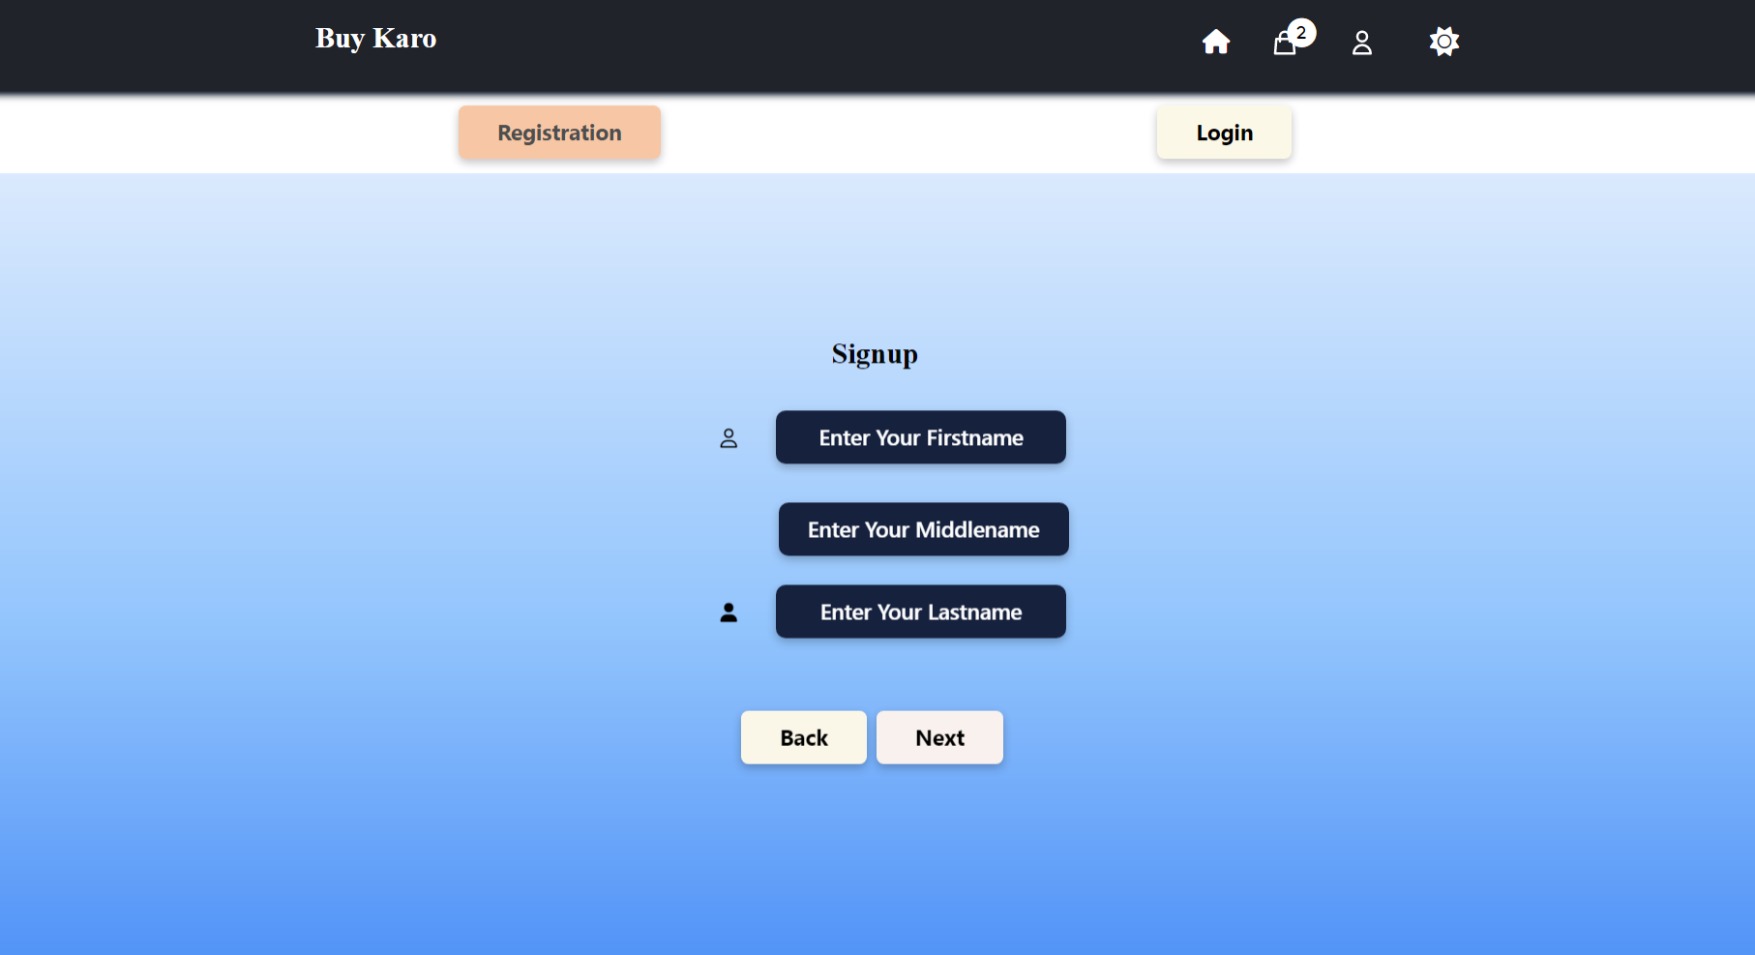 Buy Karo
2
Registration
Login
Signup
Enter Your Firstname
Enter Your Middlename
Enter Your Lastname
Back
Next